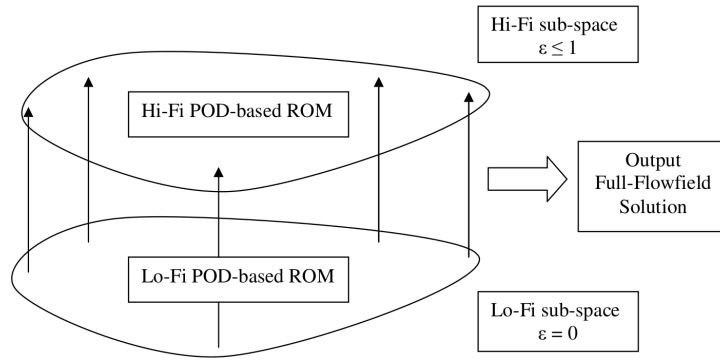 Hi-Fi sub-space
ε ≤ 1
Hi-Fi POD-based ROM
Output
Full-Flowfield
Solution
Lo-Fi POD-based ROM
Lo-Fi sub-space
ε = 0